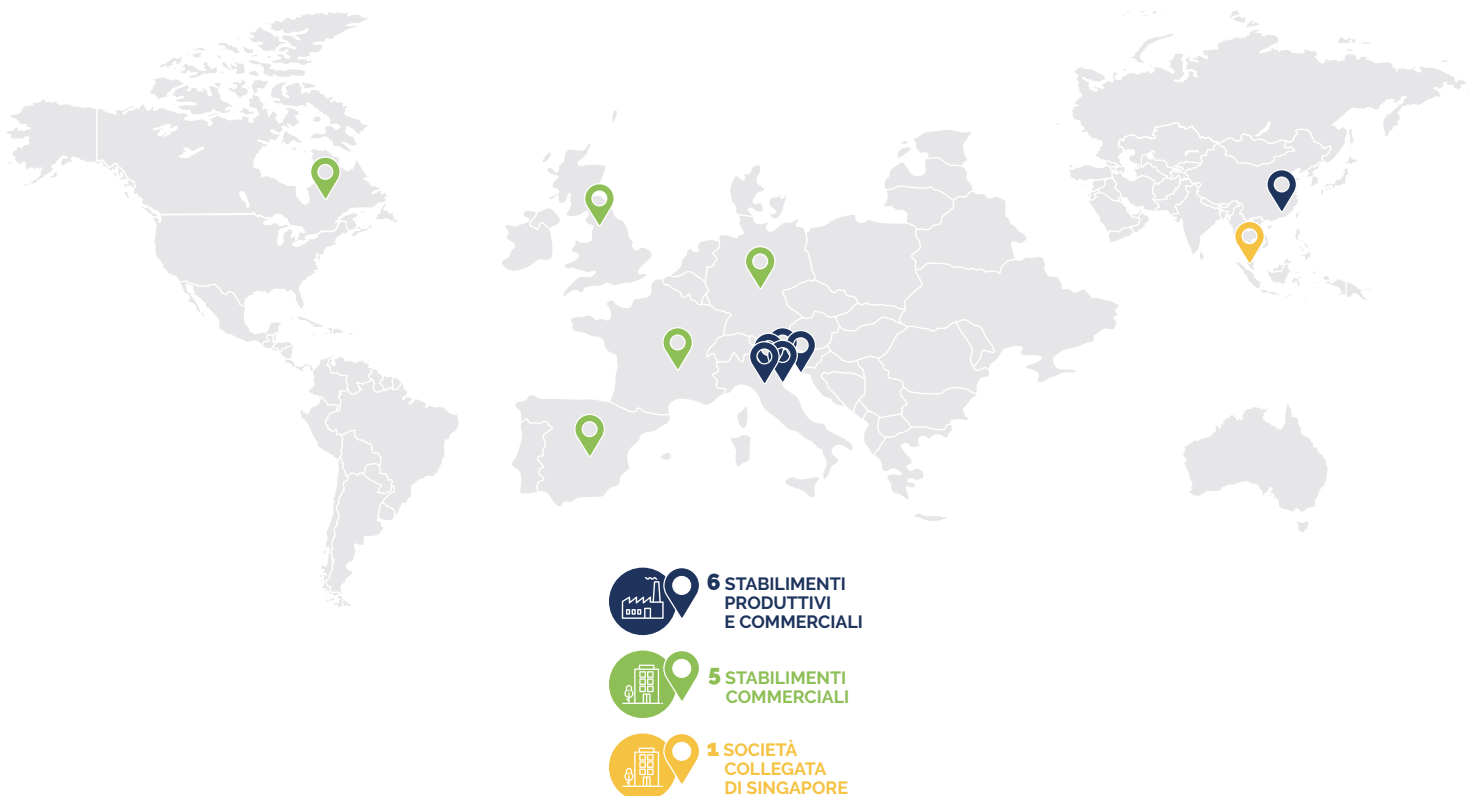 6 STABILIMENTI
PRODUTTIVI
E COMMERCIALI
5 STABILIMENTI
COMMERCIALI
1 SOCIETÀ
COLLEGATA
DI SINGAPORE